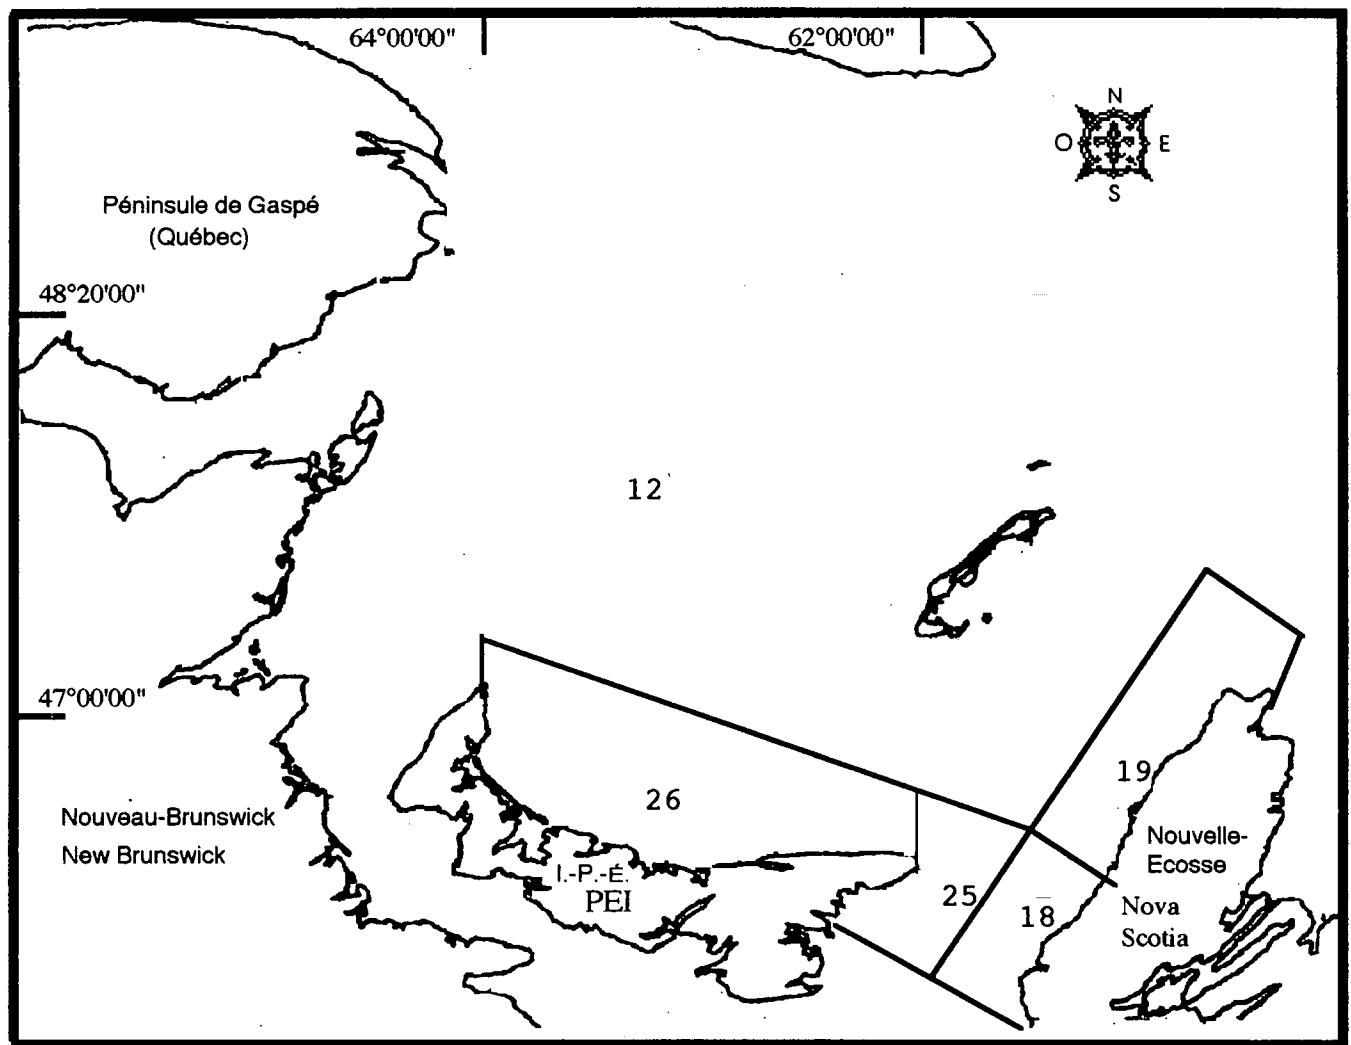 64°00'00"
62°00'00"
N
O E
S
Péninsule de Gaspé
(Québec)
48°20'00"
12
47°00'00"
19
26
Nouveau-Brunswick
New Brunswick
Nouvelle-
Ecosse
I.-P.-É.
PEI
25
18
Nova
Scotia